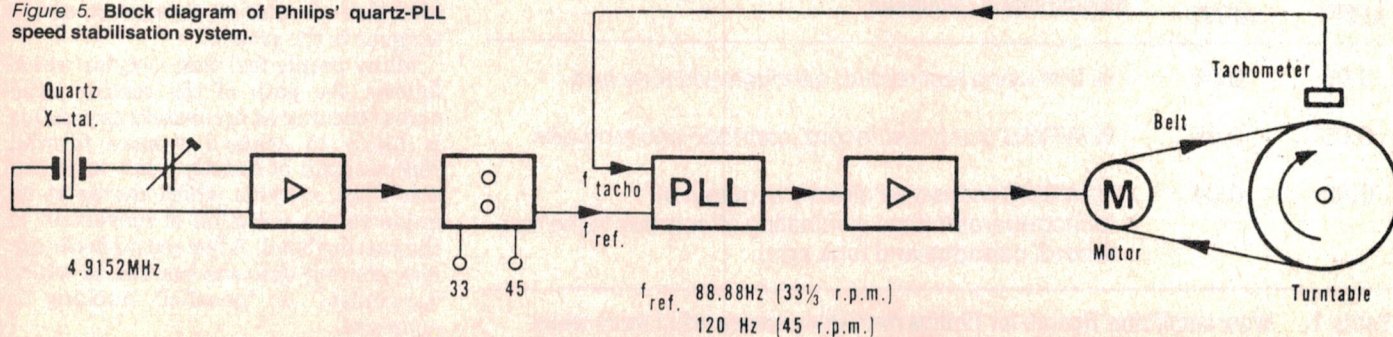 Figure 5. Block diagram of Philips' quartz-PLL
speed stabilisation system.
Quartz
X–tal.
4.9152MHz
33
45
f tacho
f ref.
PLL
M
Motor
Belt
Tachometer
Turntable
f ref. 88.88Hz (33⅓ r.p.m.)
120 Hz (45 r.p.m.)